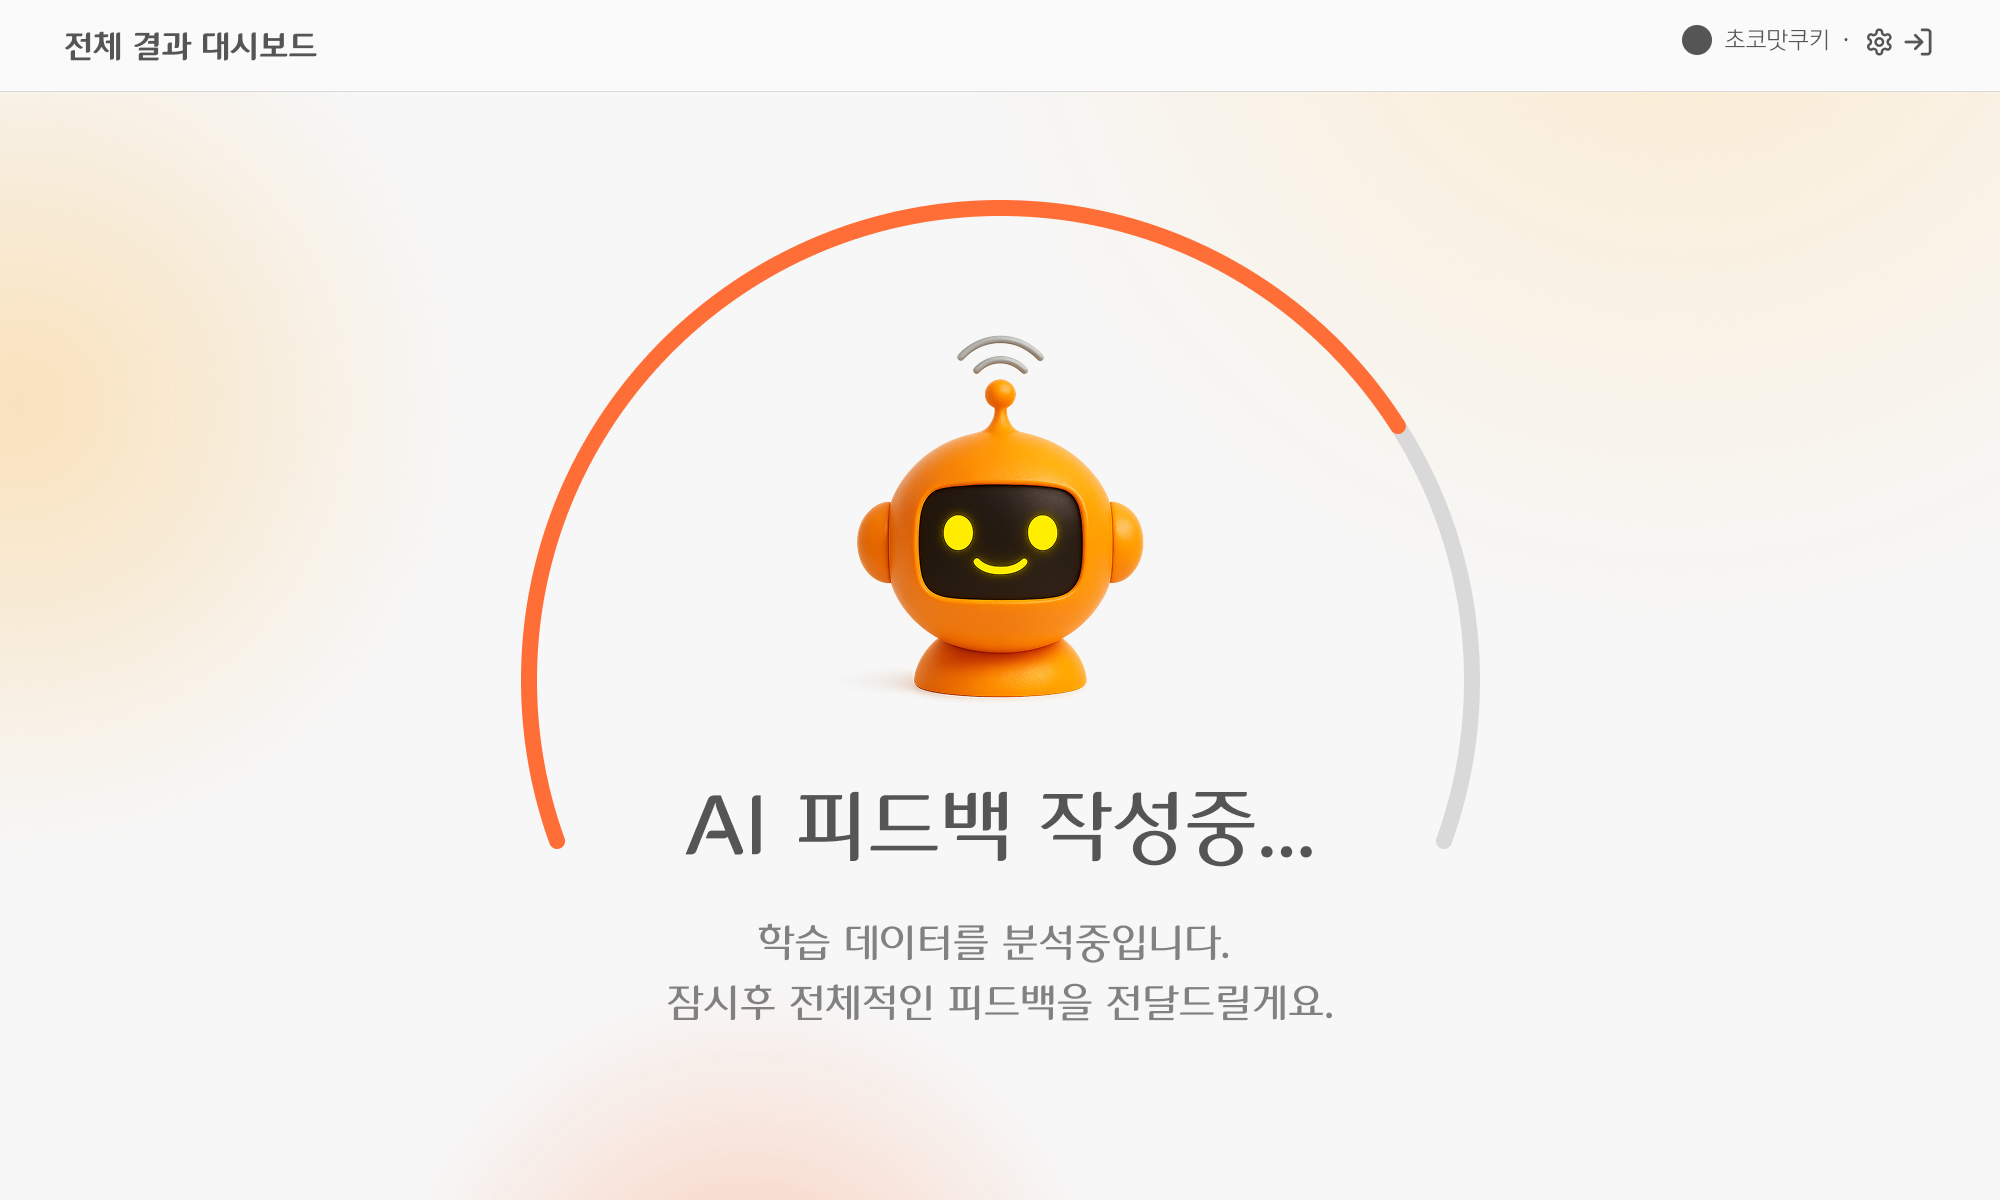 전체 결과 대시보드
초코맛쿠키 ·
AI 피드백 작성중...
학습 데이터를 분석중입니다.
잠시후 전체적인 피드백을 전달드릴게요.